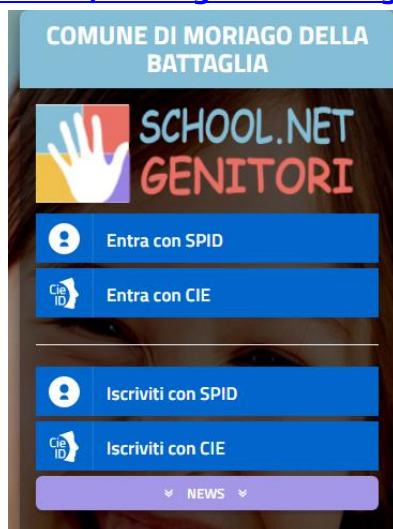 COMUNE DI MORIAGO DELLA
BATTAGLIA
SCHOOL.NET
GENITORI
Entra con SPID
Cie
ID
Entra con CIE
Iscriviti con SPID
Cie
ID
Iscriviti con CIE
NEWS